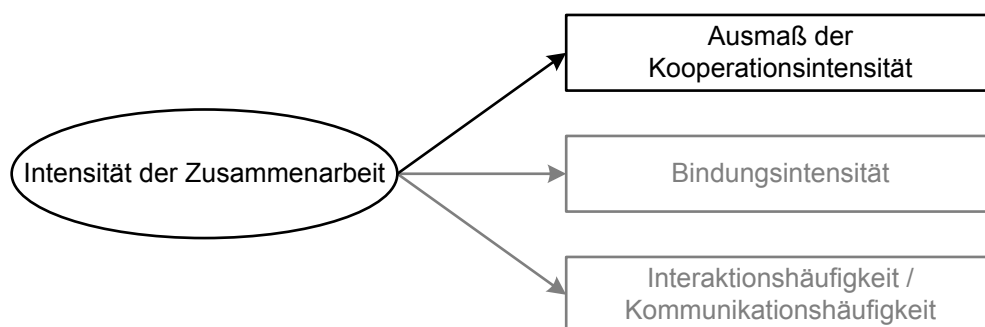 Ausmaß der
Kooperationsintensität
Intensität der Zusammenarbeit
Bindungsintensität
Interaktionshäufigkeit /
Kommunikationshäufigkeit